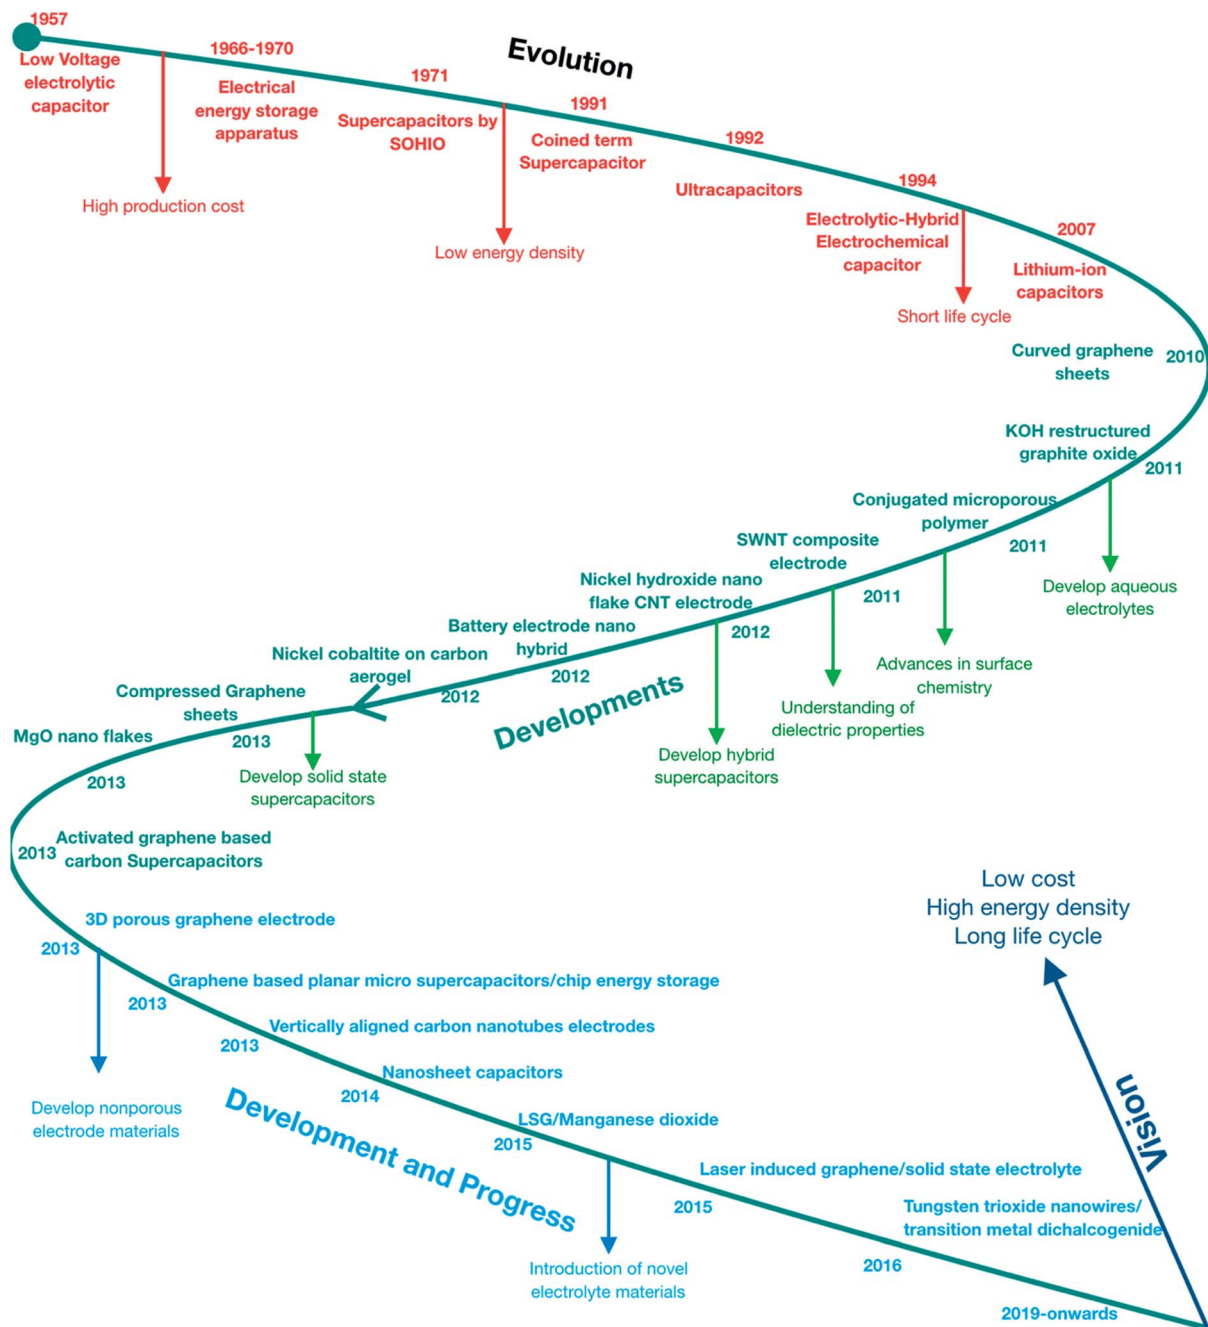 1957
Low Voltage
electrolytic
capacitor
High production cost
1966-1970
Electrical
energy storage
apparatus
Evolution
1971
Supercapacitors by
SOHIO
Low energy density
1991
Coined term
Supercapacitor
1992
Ultracapacitors
1994
Electrolytic-Hybrid
Electrochemical
capacitor
Short life cycle
2007
Lithium-ion
capacitors
Curved graphene
sheets
2010
KOH restructured
graphite oxide
2011
Develop aqueous
electrolytes
Conjugated microporous
polymer
2011
Advances in surface
chemistry
SWNT composite
electrode
2011
Understanding of
dielectric properties
Nickel hydroxide nano
flake CNT electrode
2012
Develop hybrid
supercapacitors
Battery electrode nano
hybrid
2012
Developments
Nickel cobaltite on carbon
aerogel
2012
Compressed Graphene
sheets
2013
Develop solid state
supercapacitors
MgO nano flakes
2013
Activated graphene based
carbon Supercapacitors
2013
3D porous graphene electrode
2013
Develop nonporous
electrode materials
Graphene based planar micro supercapacitors/chip energy storage
2013
Vertically aligned carbon nanotubes electrodes
2013
Nanosheet capacitors
2014
Development and Progress
LSG/Manganese dioxide
2015
Introduction of novel
electrolyte materials
Laser induced graphene/solid state electrolyte
2015
Tungsten trioxide nanowires/
transition metal dichalcogenide
2016
2019-onwards
Vision
Low cost
High energy density
Long life cycle